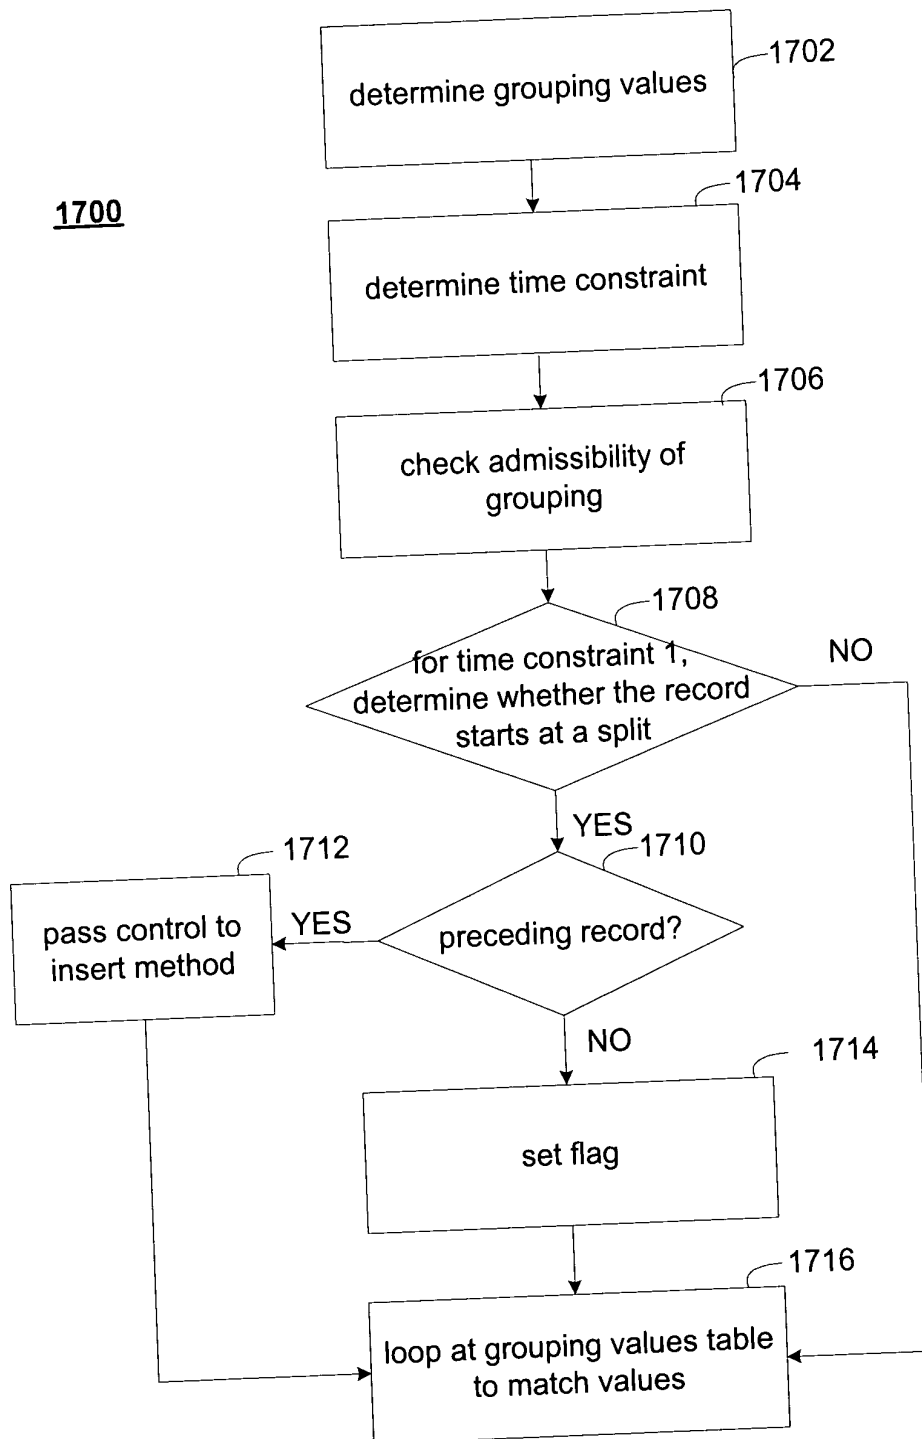 1702
determine grouping values
1700
1704
determine time constraint
1706
check admissibility of
grouping
1708
for time constraint 1,
determine whether the record
starts at a split
NO
YES
1710
1712
pass control to
insert method
YES
preceding record?
NO
1714
set flag
1716
loop at grouping values table
to match values